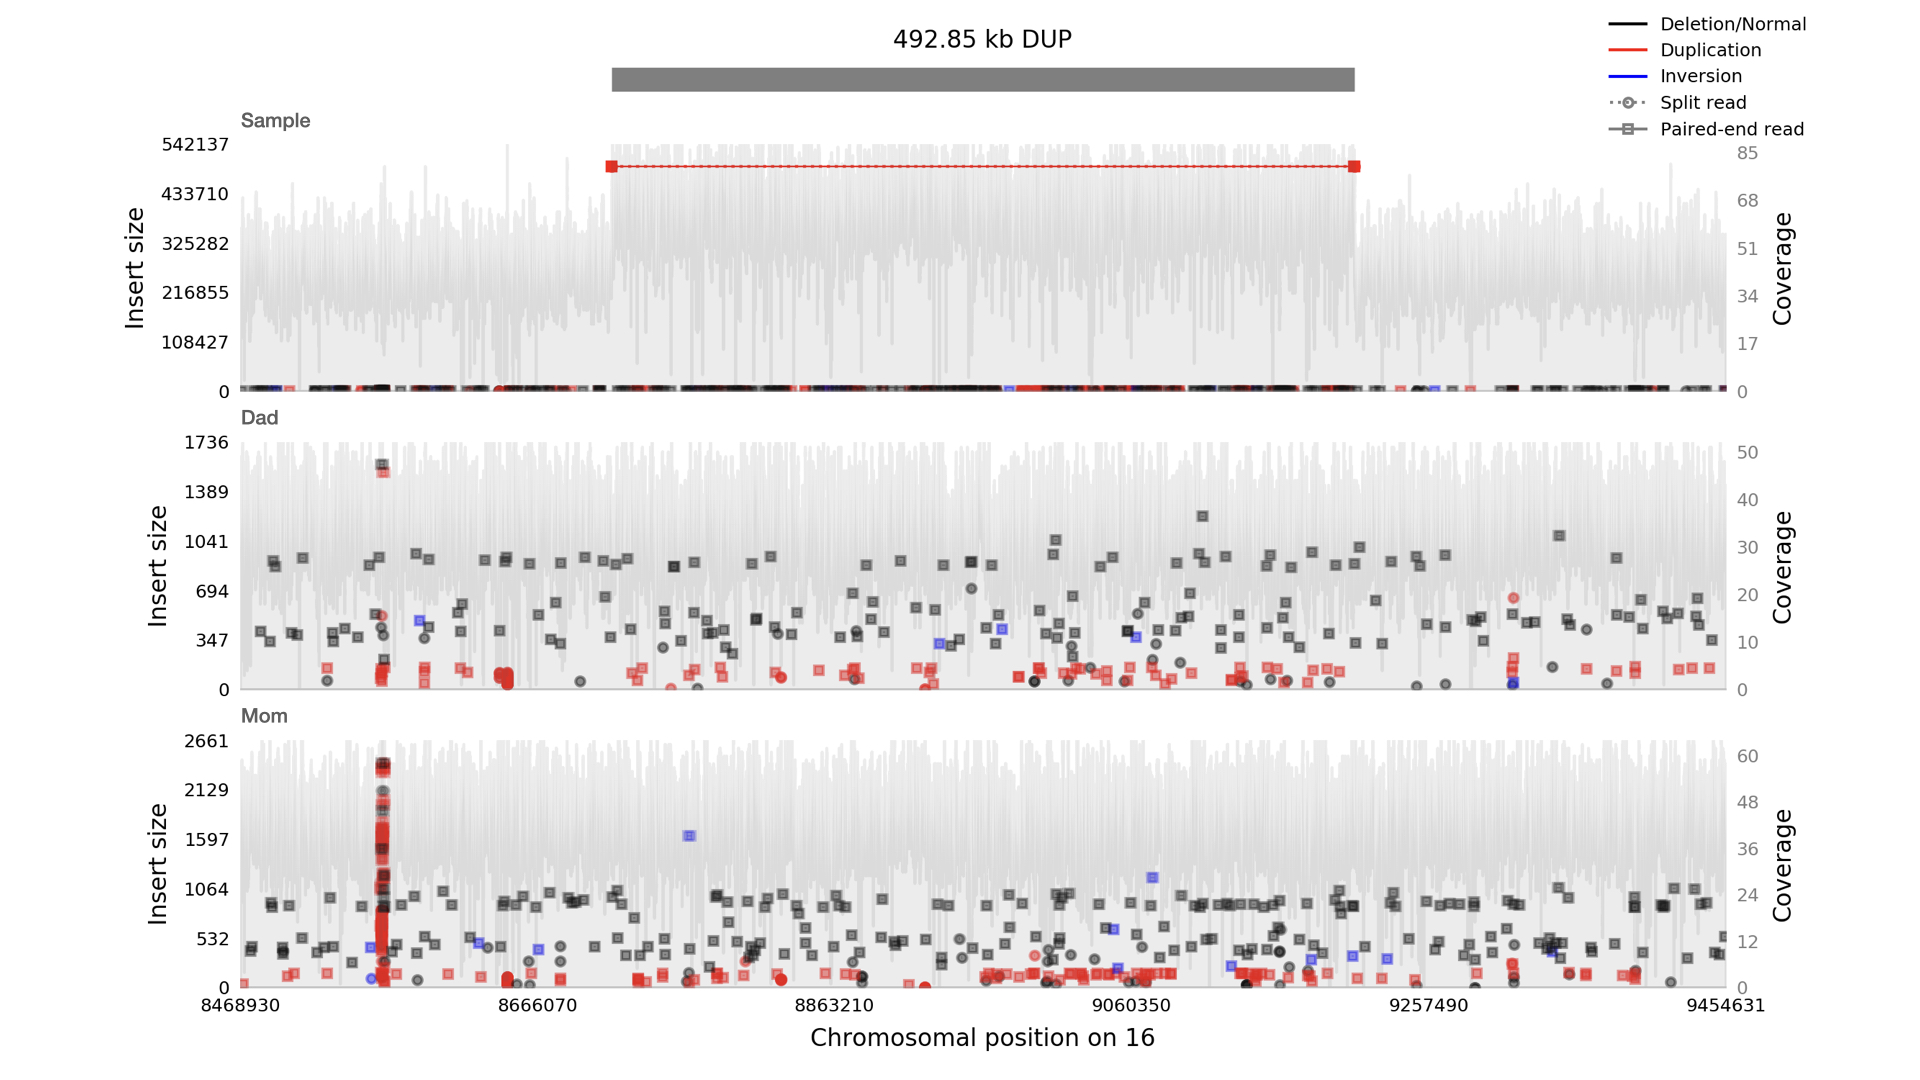 492.85 kb DUP
Deletion/Normal
Duplication
Inversion
Split read
Paired-end read
Sample
542137
433710
325282
216855
108427
0
Insert size
85
68
51
34
17
0
Coverage
Dad
1736
1389
1041
694
347
0
Insert size
50
40
30
20
10
0
Coverage
Mom
2661
2129
1597
1064
532
0
Insert size
60
48
36
24
12
0
Coverage
8468930 8666070 8863210 9060350 9257490 9454631
Chromosomal position on 16